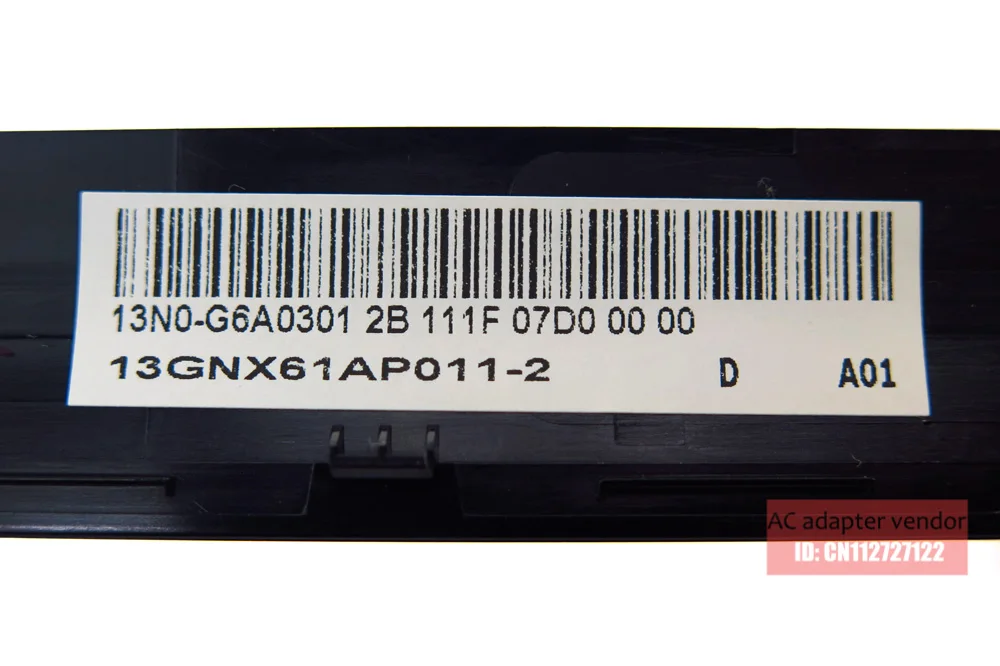 13N0-G6A0301 2B 111F 07D0 00 00
13GNX61AP011-2 D A01
AC adapter vendor
ID: CN112727122